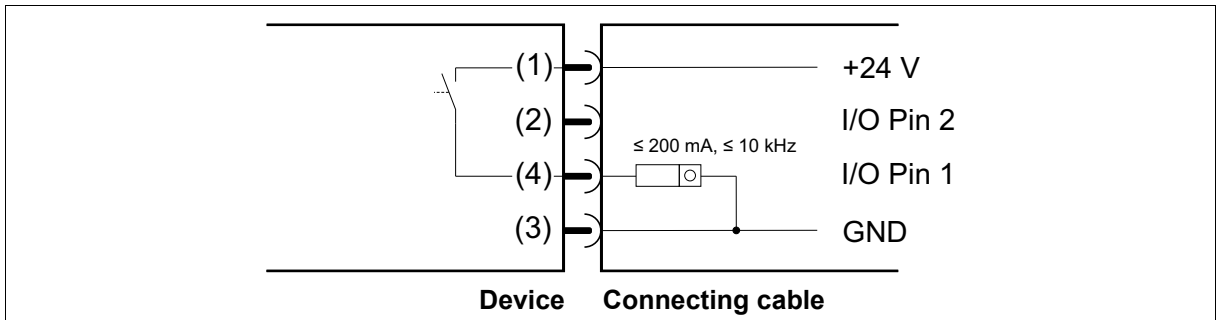 (1) +24 V
(2) I/O Pin 2
≤ 200 mA, ≤ 10 kHz
(4) I/O Pin 1
(3) GND
Device Connecting cable